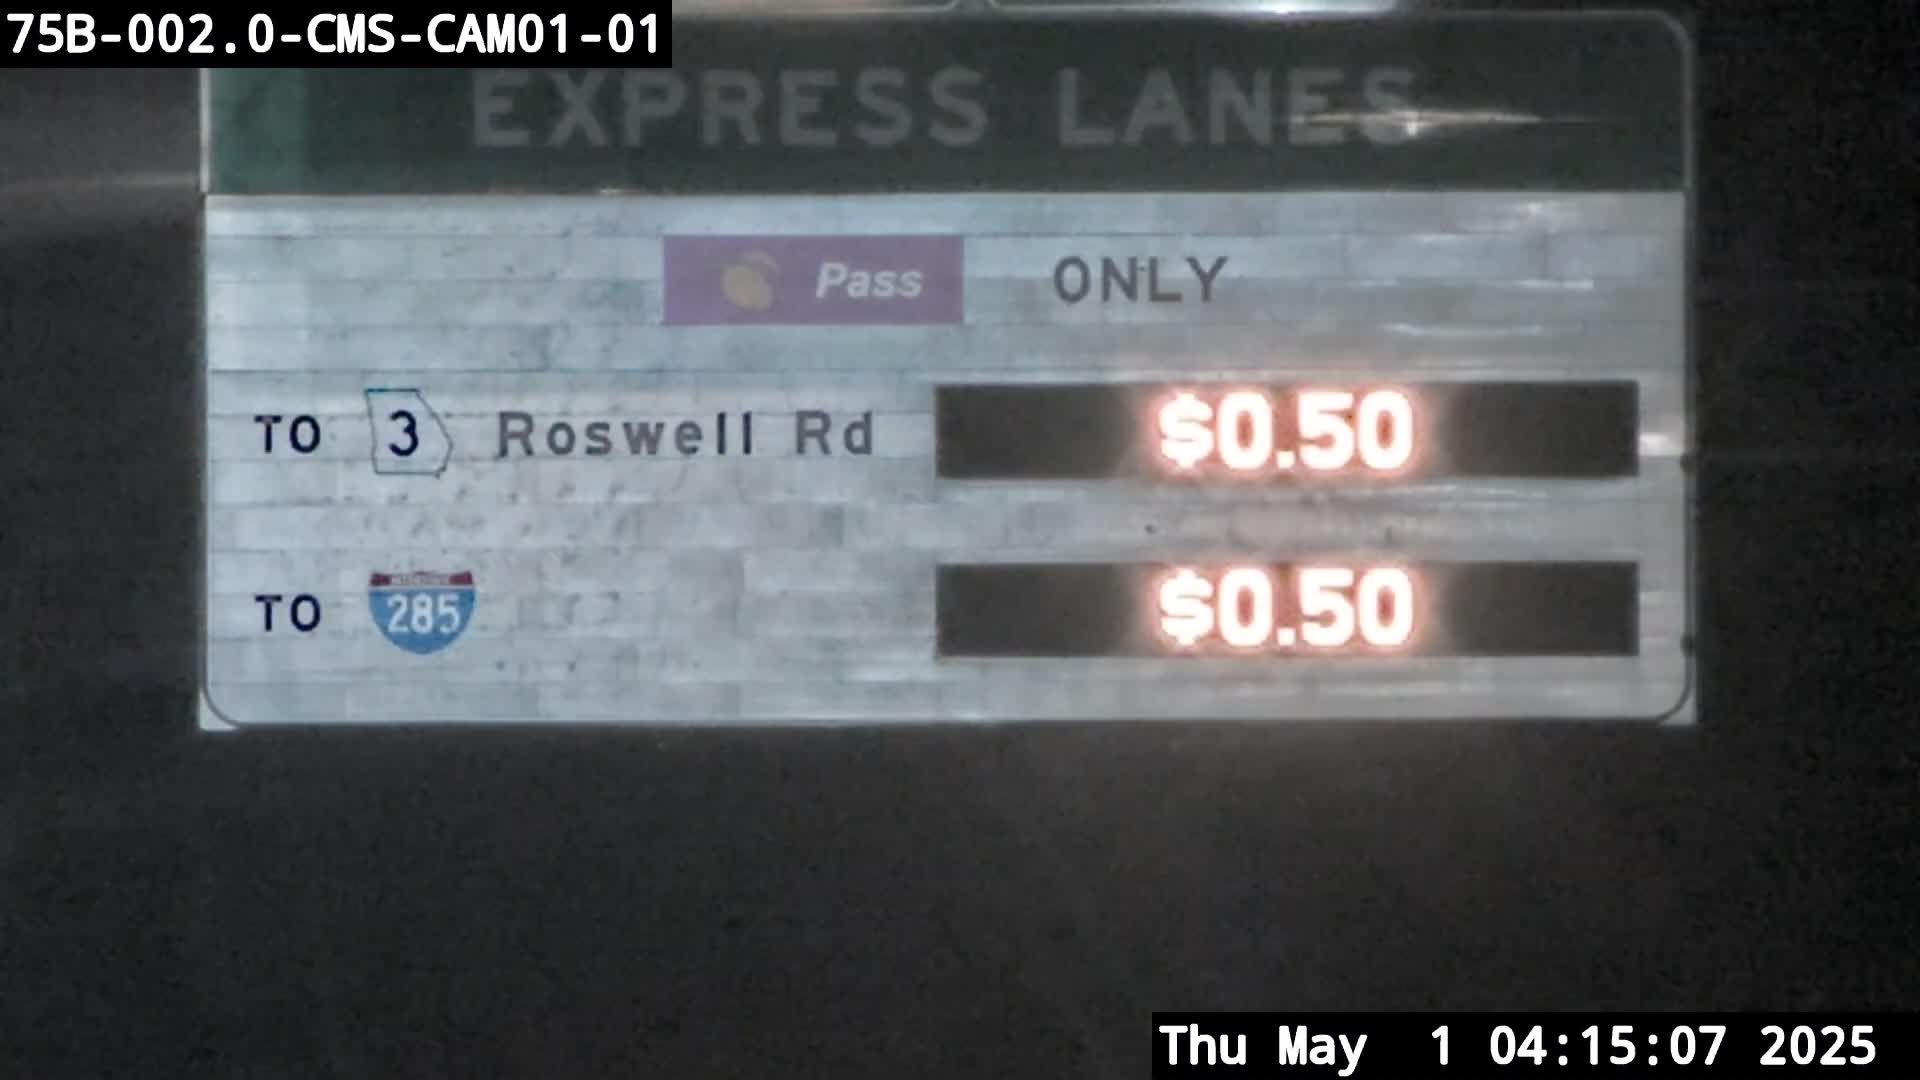 75B-002.0-CMS-CAM01-01
EXPRESS LANES
Pass ONLY
TO 3 Roswell Rd $0.50
TO 285 $0.50
Thu May 1 04:15:07 2025